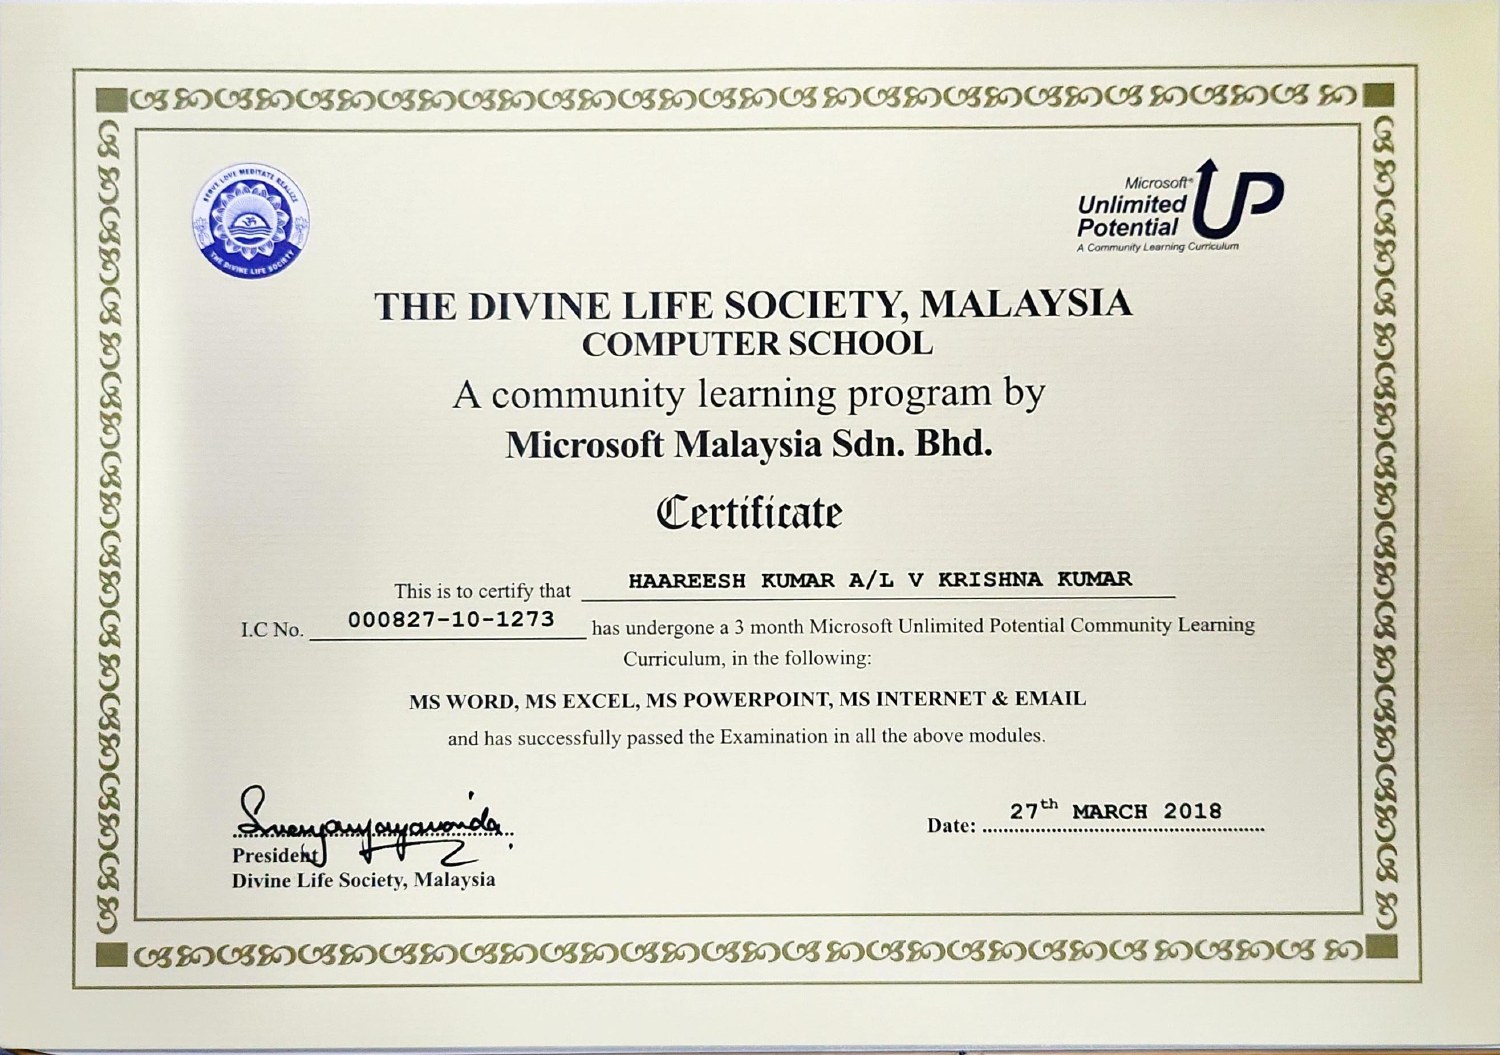 SERVE LOVE MEDITATE REALIZE
THE DIVINE LIFE SOCIETY
Microsoft®
Unlimited
Potential
UP
A Community Learning Curriculum
THE DIVINE LIFE SOCIETY, MALAYSIA
COMPUTER SCHOOL
A community learning program by
Microsoft Malaysia Sdn. Bhd.
Certificate
This is to certify that HAAREESH KUMAR A/L V KRISHNA KUMAR
I.C No. 000827-10-1273 has undergone a 3 month Microsoft Unlimited Potential Community Learning
Curriculum, in the following:
MS WORD, MS EXCEL, MS POWERPOINT, MS INTERNET & EMAIL
and has successfully passed the Examination in all the above modules.
Date: 27th MARCH 2018
President
Divine Life Society, Malaysia